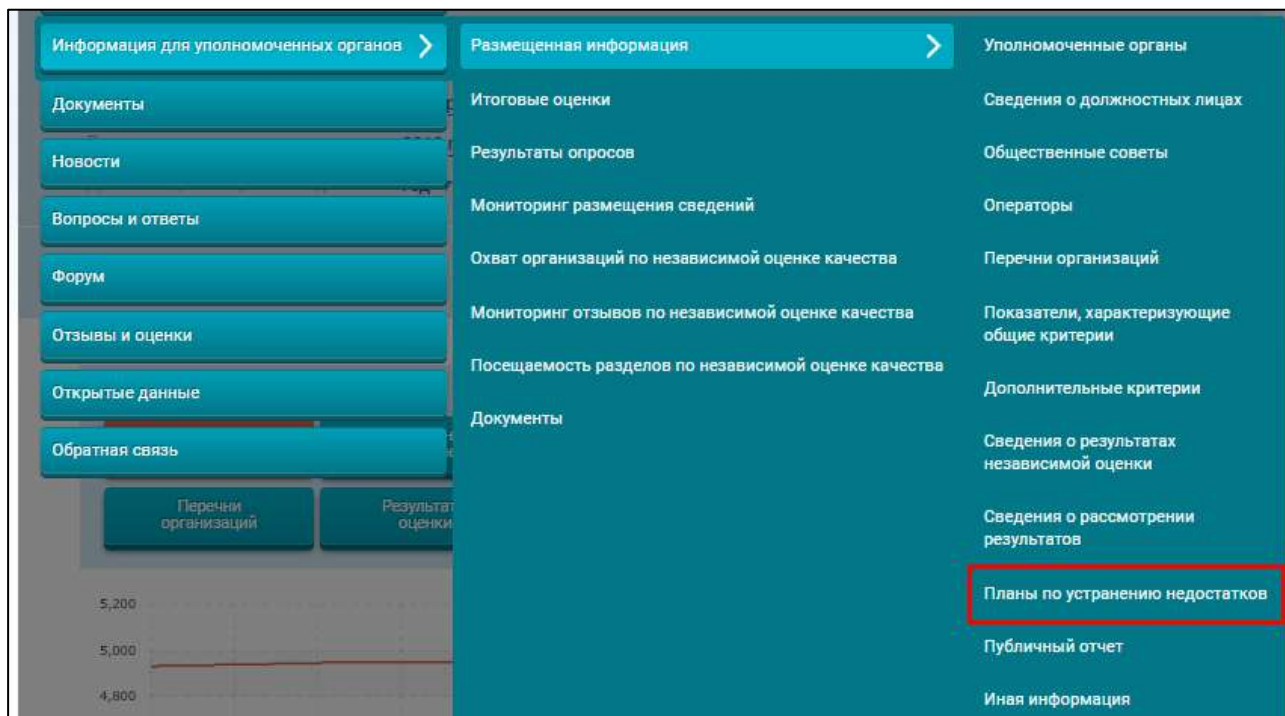 Информация для уполномоченных органов
Документы
Новости
Вопросы и ответы
Форум
Отзывы и оценки
Открытые данные
Обратная связь
Перечни
организаций
5,200
5,000
4,800
Размещенная информация
Итоговые оценки
Результаты опросов
Мониторинг размещения сведений
Охват организаций по независимой оценке качества
Мониторинг отзывов по независимой оценке качества
Посещаемость разделов по независимой оценке качества
Документы
Уполномоченные органы
Сведения о должностных лицах
Общественные советы
Операторы
Перечни организаций
Показатели, характеризующие
общие критерии
Дополнительные критерии
Сведения о результатах
независимой оценки
Сведения о рассмотрении
результатов
Планы по устранению недостатков
Публичный отчет
Иная информация